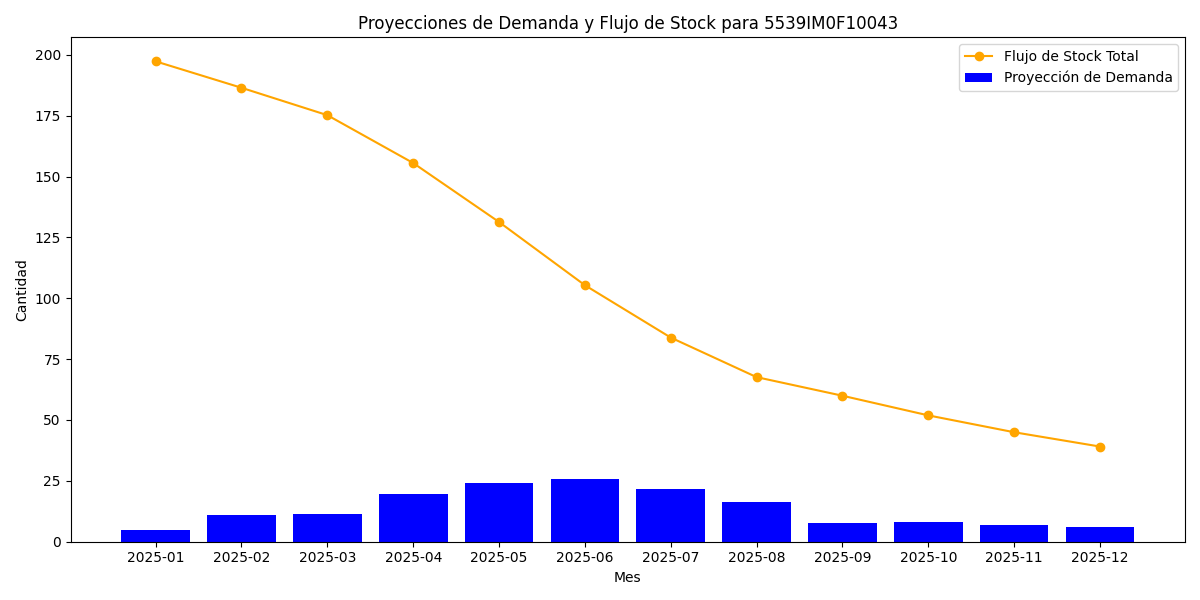 Proyecciones de Demanda y Flujo de Stock para 5539IM0F10043
Flujo de Stock Total
Proyección de Demanda
Cantidad
200
175
150
125
100
75
50
25
0
2025-01 2025-02 2025-03 2025-04 2025-05 2025-06 2025-07 2025-08 2025-09 2025-10 2025-11 2025-12
Mes